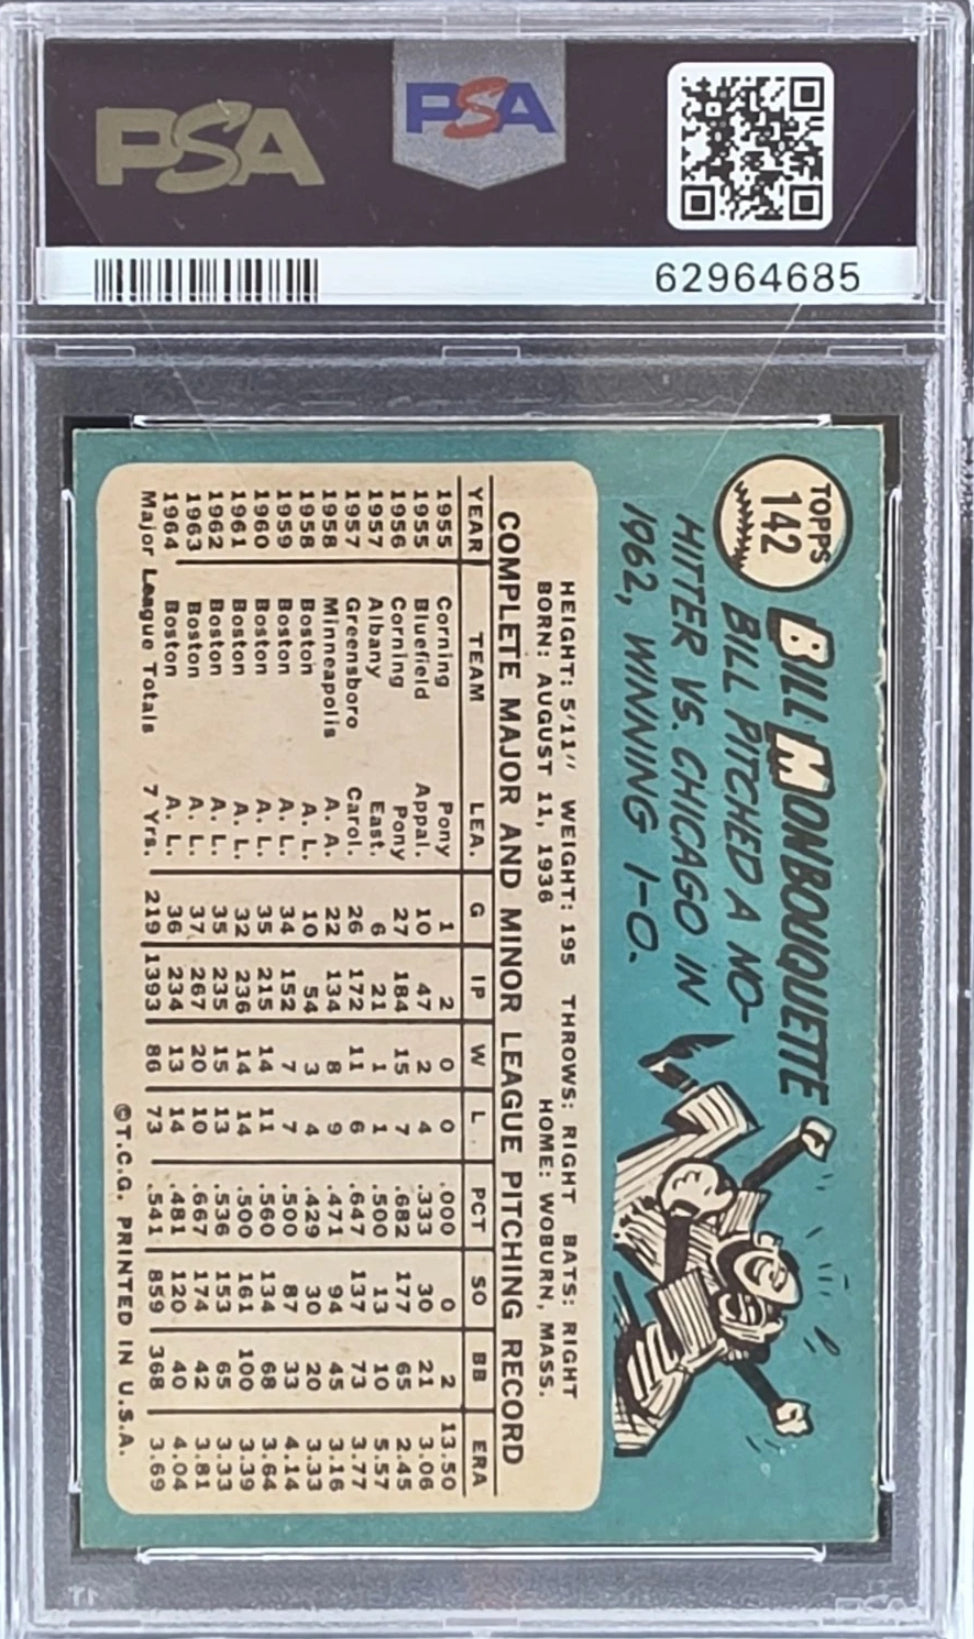 PSA
PSA
62964685
TOPPS
142
BILL MONBOUQUETTE
BILL PITCHED A NO-
HITTER VS. CHICAGO IN
1962, WINNING 1-0.
HEIGHT: 5'11" WEIGHT: 195 THROWS: RIGHT BATS: RIGHT
BORN: AUGUST 11, 1936 HOME: WOBURN, MASS.
COMPLETE MAJOR AND MINOR LEAGUE PITCHING RECORD
YEAR TEAM LEA. G IP W L PCT SO BB ERA
1955 Corning Pony 1 2 0 0 .000 0 2 13.50
1955 Bluefield Appal. 10 47 2 4 .333 30 21 3.06
1956 Corning Pony 27 184 15 7 .682 177 65 2.45
1957 Albany East. 6 21 1 1 .500 13 10 5.57
1957 Greensboro Carol. 26 172 11 6 .647 137 73 3.77
1958 Minneapolis A. A. 22 134 8 9 .471 94 45 3.16
1958 Boston A. L. 10 54 3 4 .429 30 20 3.33
1959 Boston A. L. 34 152 7 7 .500 87 33 4.14
1960 Boston A. L. 35 215 14 11 .560 134 68 3.64
1961 Boston A. L. 32 236 14 14 .500 161 100 3.39
1962 Boston A. L. 35 235 15 13 .536 153 65 3.33
1963 Boston A. L. 37 267 20 10 .667 174 42 3.81
1964 Boston A. L. 36 234 13 14 .481 120 40 4.04
Major League Totals 7 Yrs. 219 1393 86 73 .541 859 368 3.69
©T.C.G. PRINTED IN U.S.A.
PSA